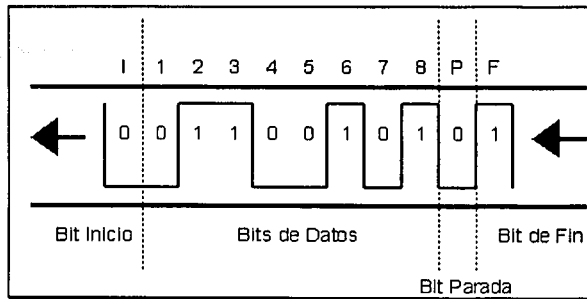 I 1 2 3 4 5 6 7 8 P F
0 0 1 1 0 0 1 0 1 0 1
Bit Inicio Bits de Datos Bit de Fin
Bit Parada